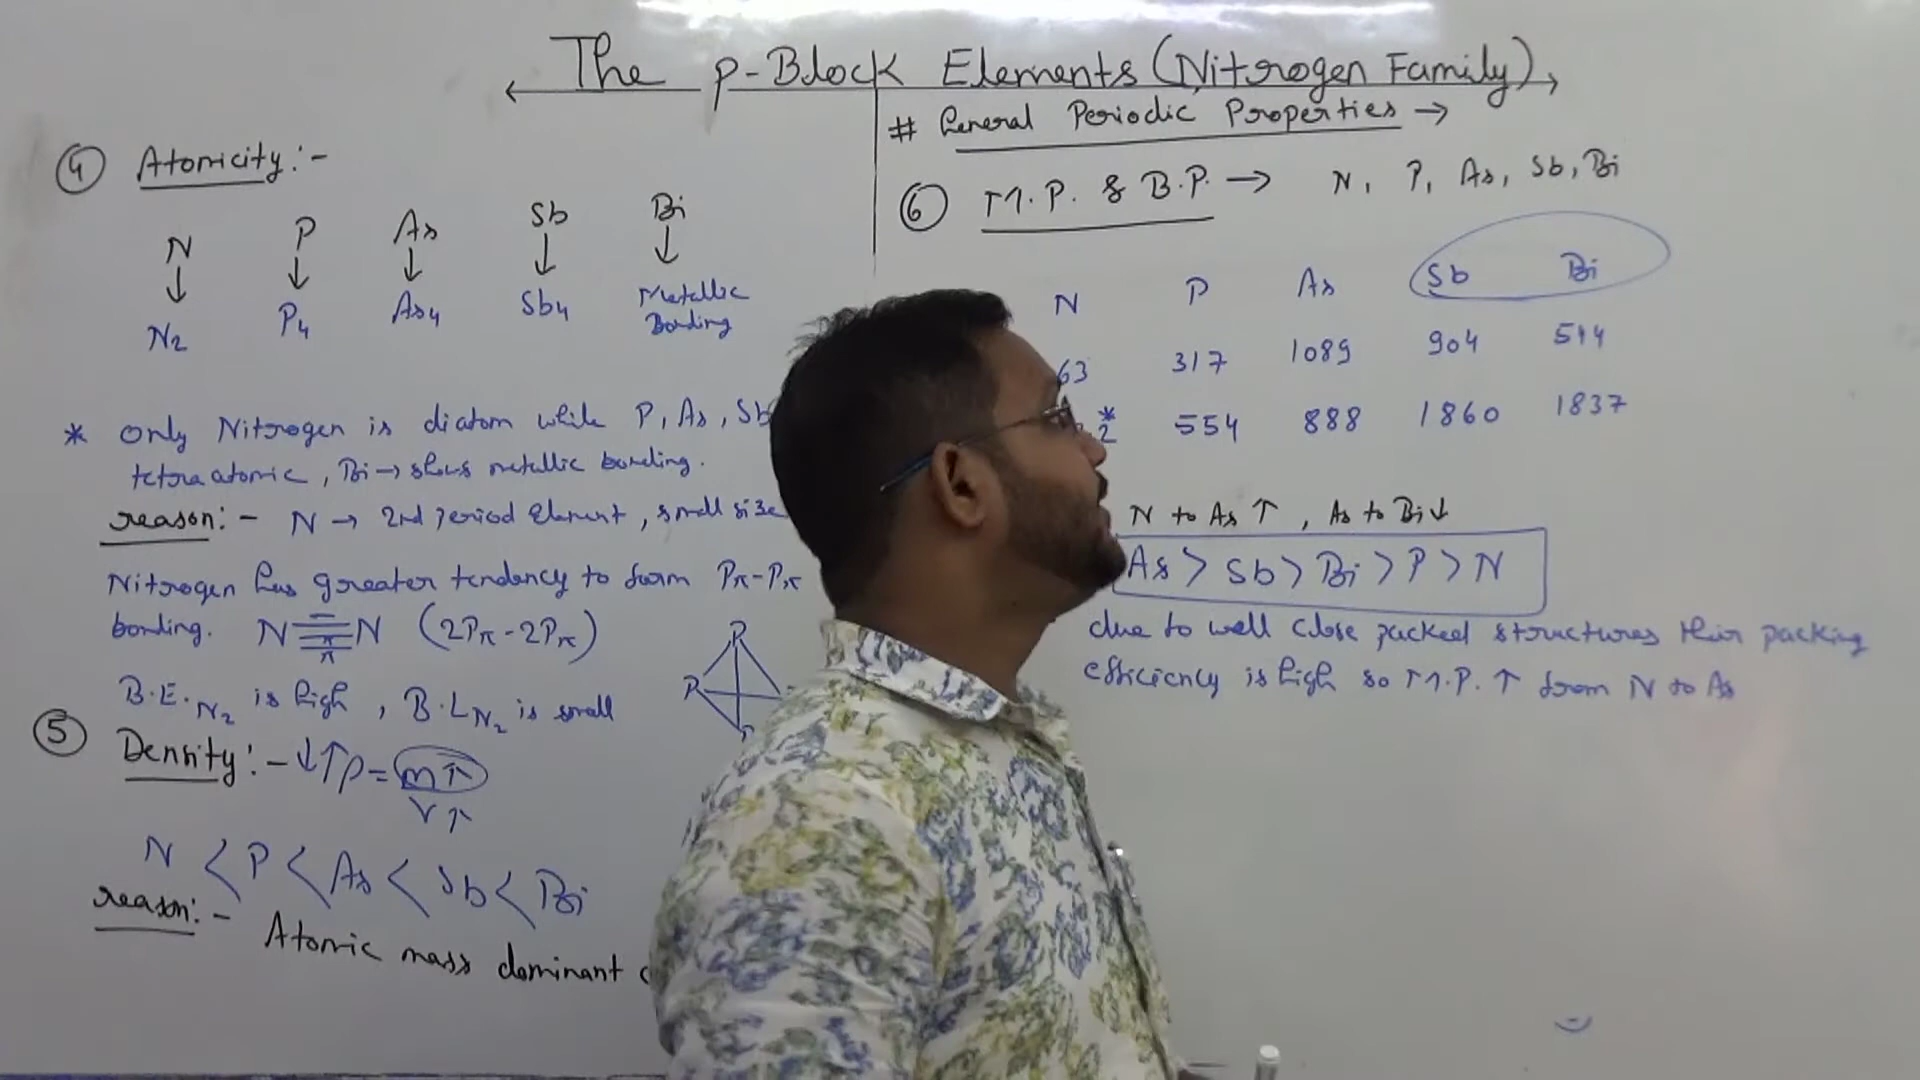 The p-Block Elements (Nitrogen Family)
④ Atomicity:-
N P As Sb Bi
↓ ↓ ↓ ↓ ↓
N₂ P₄ As₄ Sb₄ Metallic
Bonding
* Only Nitrogen is diatom while P, As, Sb
tetraatomic, Bi → shows metallic bonding.
reason:- N → 2nd period Element, small size
Nitrogen has greater tendency to form Pπ-Pπ
bonding. N≡N (2Pπ-2Pπ)
π
π
B.E.N₂ is high, B.L N₂ is small
P
P
⑤ Density:- ↓↑ρ = m↑
V↑
N < P < As < Sb < Bi
reason:- Atomic mass dominant
# General Periodic Properties →
⑥ M.P. & B.P. → N, P, As, Sb, Bi
N P As Sb Bi
63 317 1089 904 544
2* 554 888 1860 1837
N to As ↑, As to Bi ↓
As > Sb > Bi > P > N
due to well close packed structures their packing
efficiency is high so M.P. ↑ from N to As